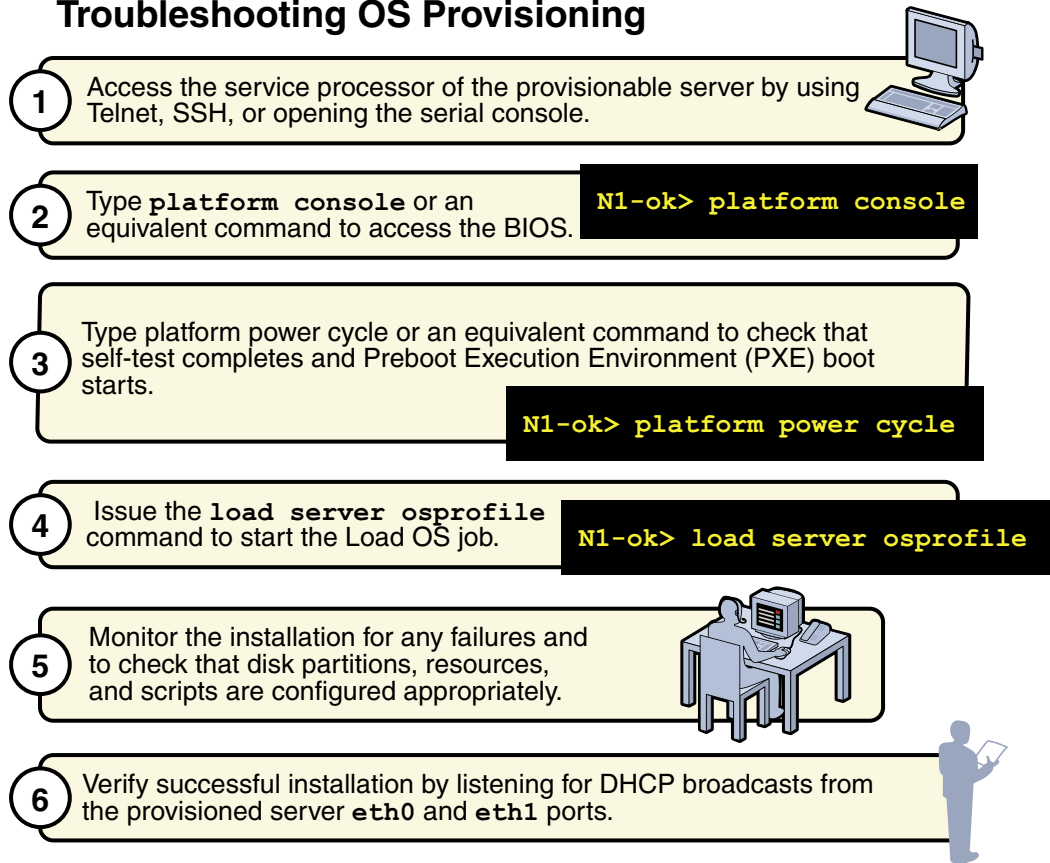 Troubleshooting OS Provisioning
1
Access the service processor of the provisionable server by using
Telnet, SSH, or opening the serial console.
2
Type platform console or an
equivalent command to access the BIOS.
N1-ok> platform console
3
Type platform power cycle or an equivalent command to check that
self-test completes and Preboot Execution Environment (PXE) boot
starts.
N1-ok> platform power cycle
4
Issue the load server osprofile
command to start the Load OS job.
N1-ok> load server osprofile
5
Monitor the installation for any failures and
to check that disk partitions, resources,
and scripts are configured appropriately.
6
Verify successful installation by listening for DHCP broadcasts from
the provisioned server eth0 and eth1 ports.